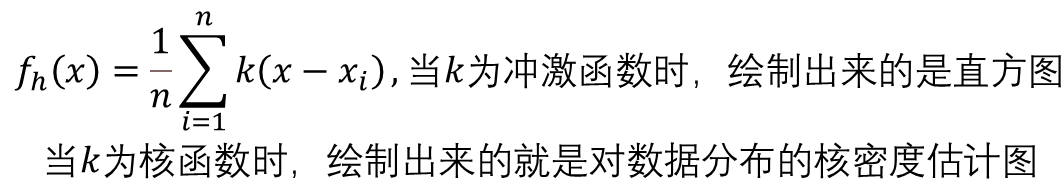 f_h(x) = \frac{1}{n} \sum_{i=1}^{n} k(x - x_i) , 当k为冲激函数时，绘制出来的是直方图
当k为核函数时，绘制出来的就是对数据分布的核密度估计图